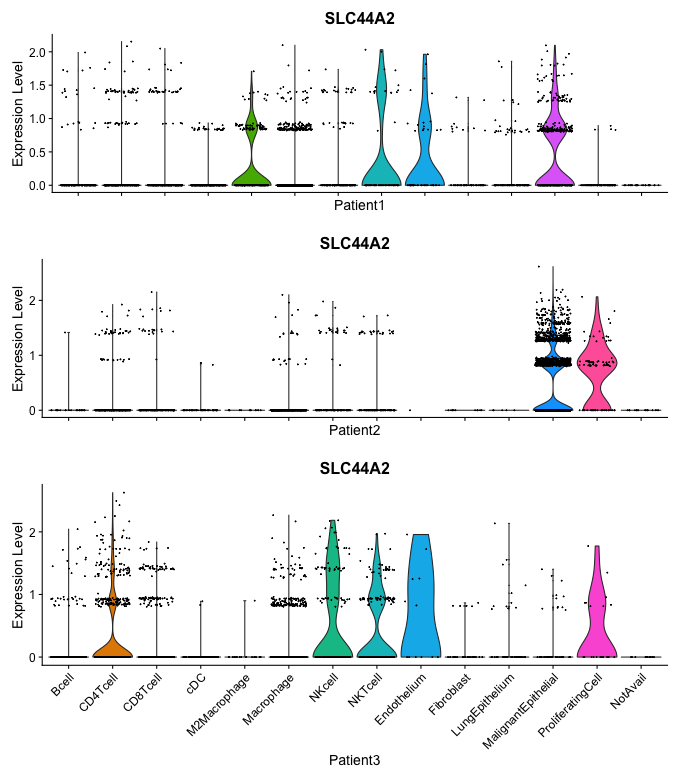 SLC44A2
Expression Level
2.0
1.5
1.0
0.5
0.0
Patient1
SLC44A2
Expression Level
2
1
0
Patient2
SLC44A2
Expression Level
2
1
0
Bcell
CD4Tcell
CD8Tcell
cDC
M2Macrophage
Macrophage
NKcell
NKTcell
Endothelium
Fibroblast
LungEpithelium
MalignantEpithelial
ProliferatingCell
NotAvail
Patient3